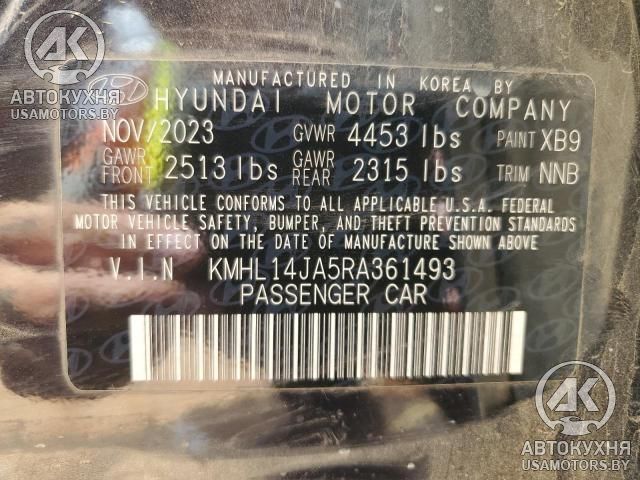 AK
АВТОКУХНЯ
USAMOTORS.BY
MANUFACTURED IN KOREA BY
HYUNDAI MOTOR COMPANY
NOV/2023 GVWR 4453 lbs PAINT XB9
GAWR FRONT 2513 lbs GAWR REAR 2315 lbs TRIM NNB
THIS VEHICLE CONFORMS TO ALL APPLICABLE U.S.A. FEDERAL
MOTOR VEHICLE SAFETY, BUMPER, AND THEFT PREVENTION STANDARDS
IN EFFECT ON THE DATE OF MANUFACTURE SHOWN ABOVE.
V.I.N KMHL14JA5RA361493
PASSENGER CAR
AK
АВТОКУХНЯ
USAMOTORS.BY